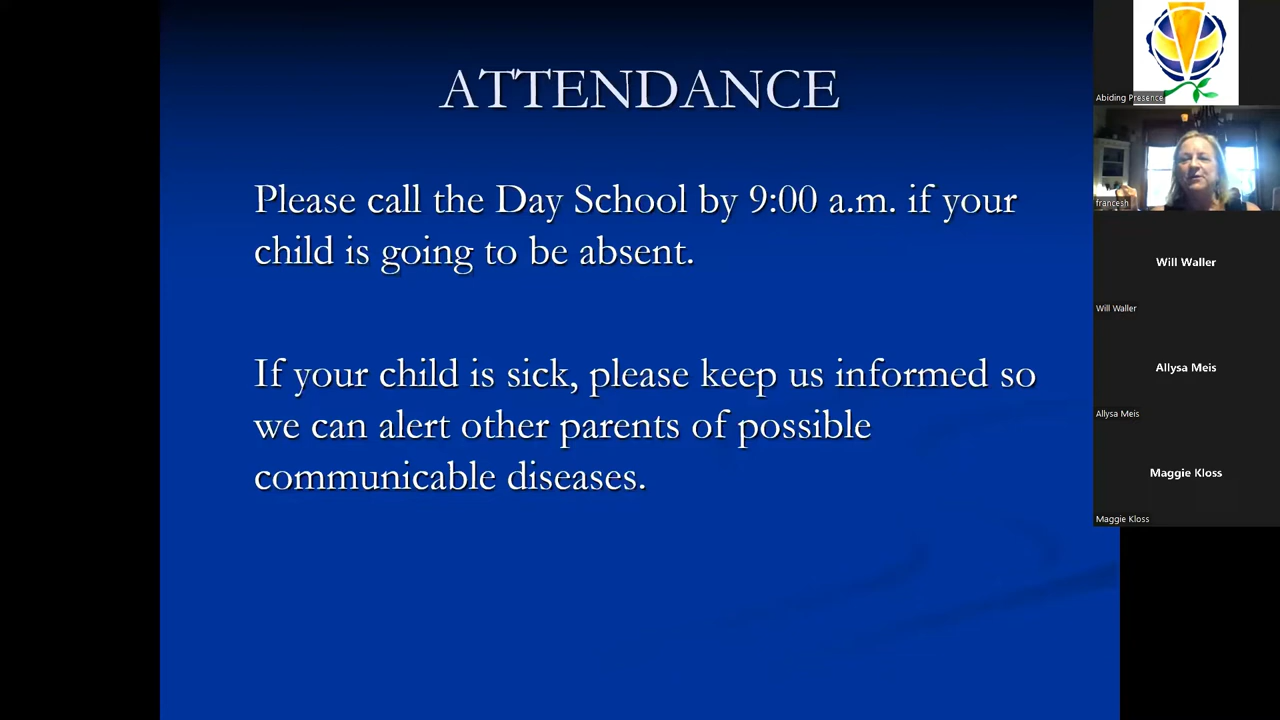 ATTENDANCE
Please call the Day School by 9:00 a.m. if your
child is going to be absent.
If your child is sick, please keep us informed so
we can alert other parents of possible
communicable diseases.
Abiding Presence
francesh
Will Waller
Will Waller
Allysa Meis
Allysa Meis
Maggie Kloss
Maggie Kloss